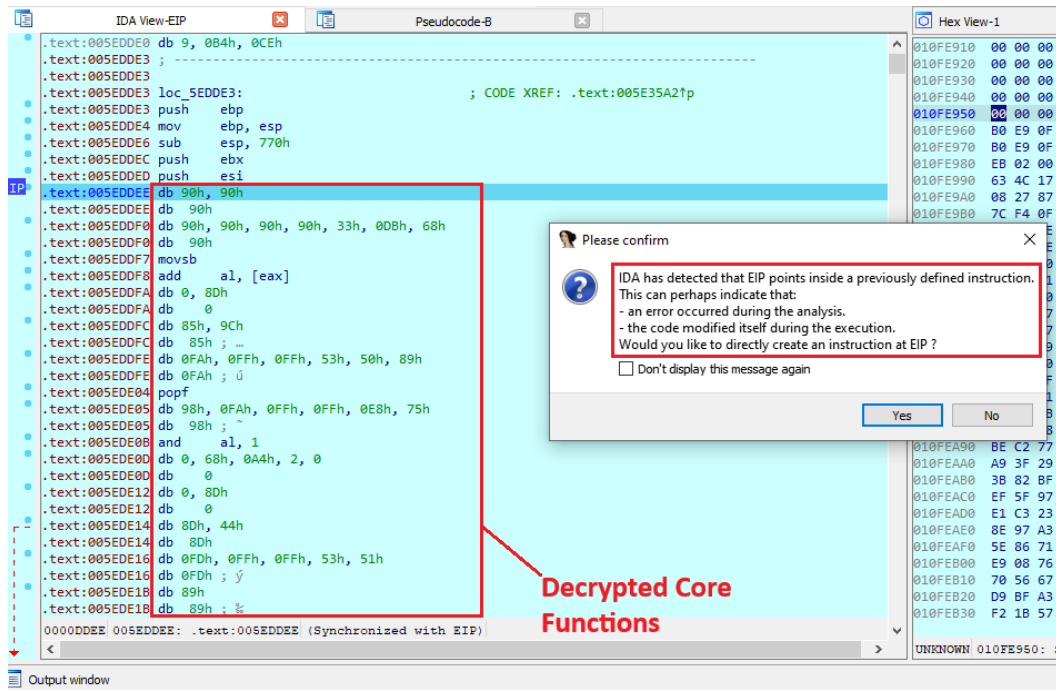 IDA View-EIP
Pseudocode-B
Hex View-1
.text:005EDDE0 db 9, 0B4h, 0CEh
.text:005EDDE3 ; ---------------------------------------------------------------------------
.text:005EDDE3
.text:005EDDE3 loc_5EDDE3: ; CODE XREF: .text:005E35A2↑p
.text:005EDDE3 push ebp
.text:005EDDE4 mov ebp, esp
.text:005EDDE6 sub esp, 770h
.text:005EDDEC push ebx
.text:005EDDED push esi
IP
.text:005EDDEE db 90h, 90h
.text:005EDDEE db 90h
.text:005EDDF0 db 90h, 90h, 90h, 90h, 33h, 0DBh, 68h
.text:005EDDF0 db 90h
.text:005EDDF7 movsb
.text:005EDDF8 add al, [eax]
.text:005EDDFA db 0, 8Dh
.text:005EDDFA db 0
.text:005EDDFC db 85h, 9Ch
.text:005EDDFC db 85h ; …
.text:005EDDFE db 0FAh, 0FFh, 0FFh, 53h, 50h, 89h
.text:005EDDFE db 0FAh ; ú
.text:005EDE04 popf
.text:005EDE05 db 98h, 0FAh, 0FFh, 0FFh, 0E8h, 75h
.text:005EDE05 db 98h ; ˜
.text:005EDE0B and al, 1
.text:005EDE0D db 0, 68h, 0A4h, 2, 0
.text:005EDE0D db 0
.text:005EDE12 db 0, 8Dh
.text:005EDE12 db 0
.text:005EDE14 db 8Dh, 44h
.text:005EDE14 db 8Dh
.text:005EDE16 db 0FDh, 0FFh, 0FFh, 53h, 51h
.text:005EDE16 db 0FDh ; ý
.text:005EDE1B db 89h
.text:005EDE1B db 89h ; ‰
0000DDEE 005EDDEE: .text:005EDDEE (Synchronized with EIP)
Please confirm
IDA has detected that EIP points inside a previously defined instruction.
This can perhaps indicate that:
- an error occurred during the analysis.
- the code modified itself during the execution.
Would you like to directly create an instruction at EIP ?
Don't display this message again
Yes
No
Decrypted Core
Functions
010FE910 00 00 00
010FE920 00 00 00
010FE930 00 00 00
010FE940 00 00 00
010FE950 00 00 00
010FE960 B0 E9 0F
010FE970 B0 E9 0F
010FE980 EB 02 00
010FE990 63 4C 17
010FE9A0 08 27 87
010FE9B0 7C F4 0F
010FEA90 BE C2 77
010FEAA0 A9 3F 29
010FEAB0 3B 82 BF
010FEAC0 EF 5F 97
010FEAD0 E1 C3 23
010FEAE0 8E 97 A3
010FEAF0 5E 86 71
010FEB00 E9 08 76
010FEB10 70 56 67
010FEB20 D9 BF A3
010FEB30 F2 1B 57
UNKNOWN 010FE950:
Output window